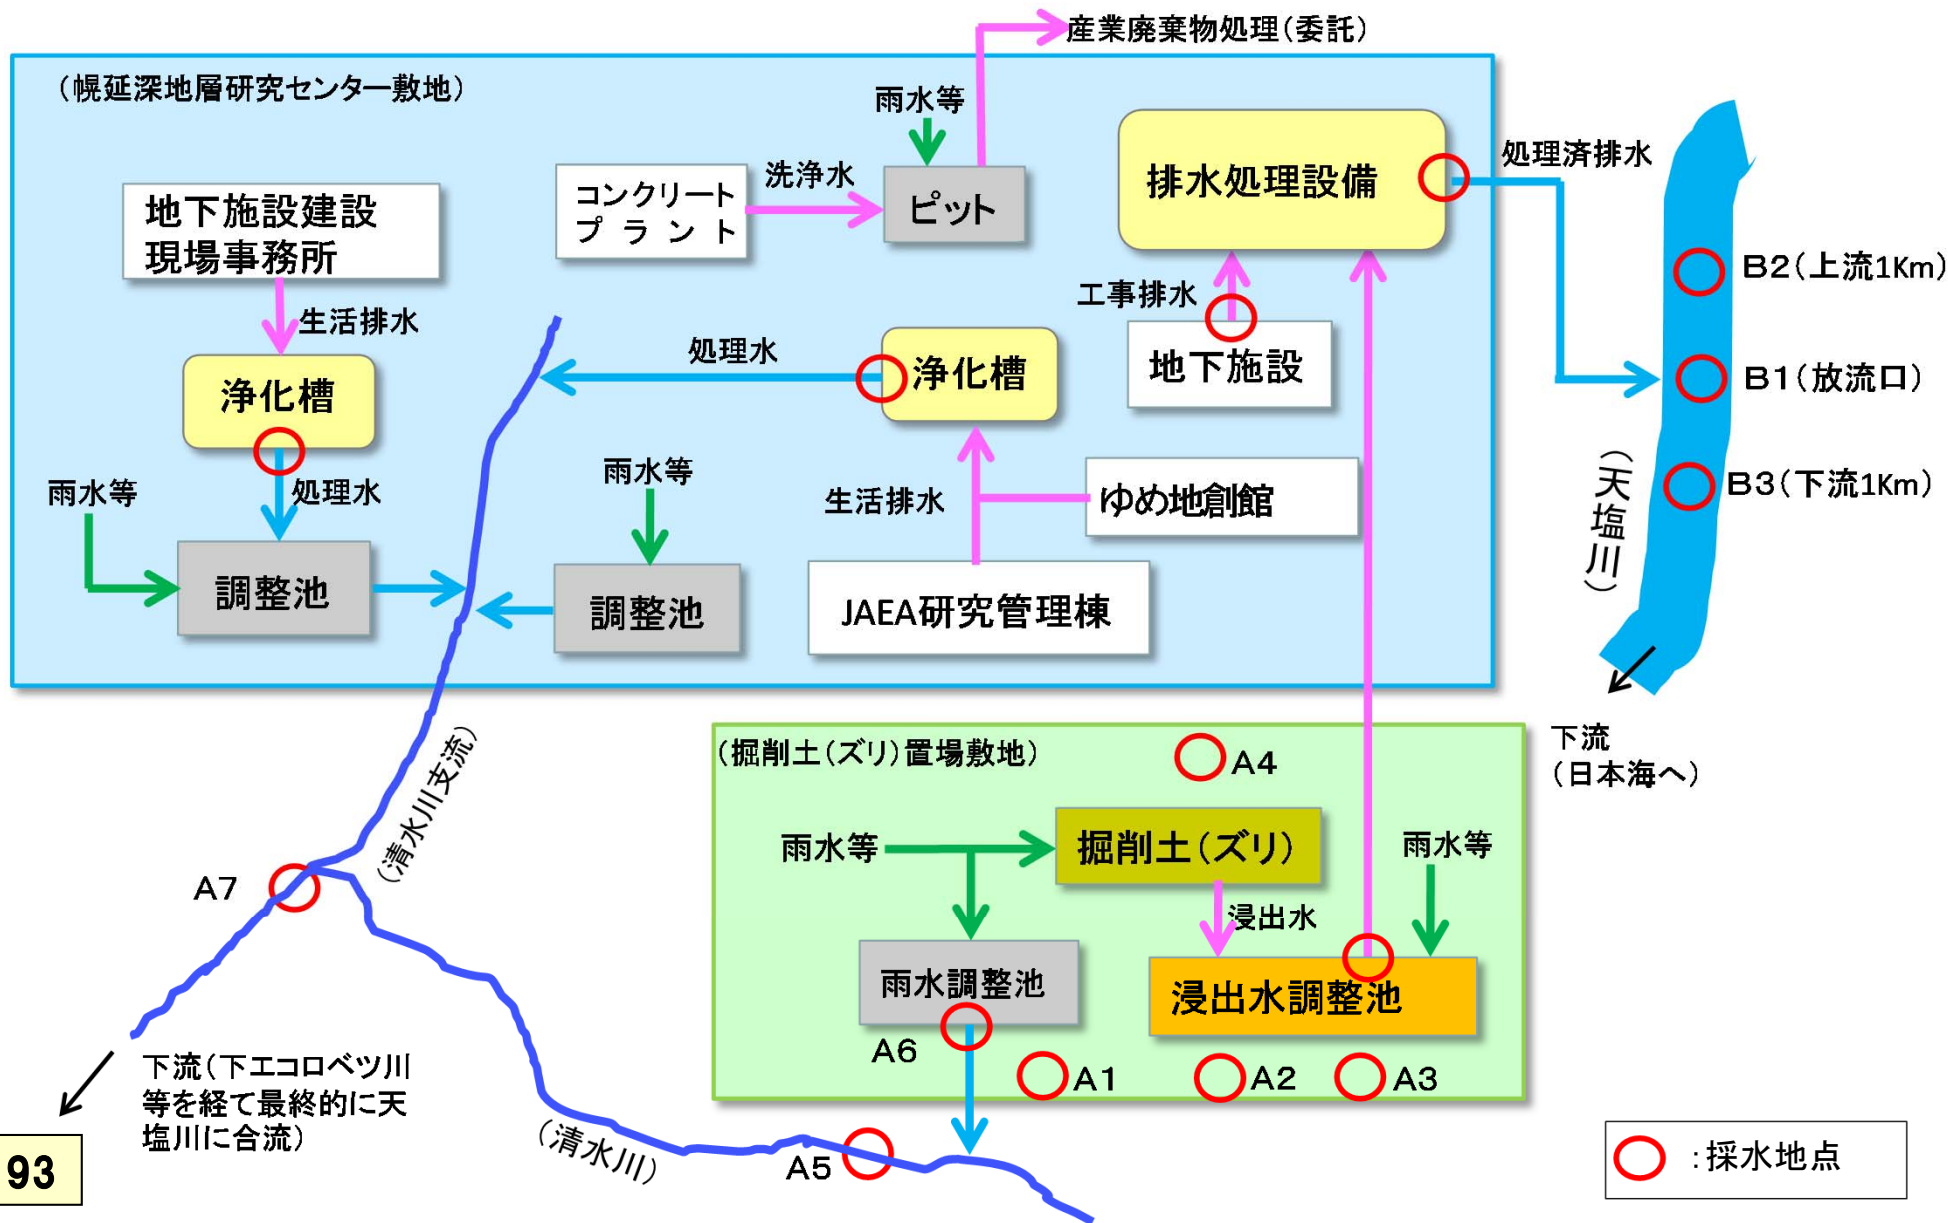 産業廃棄物処理（委託）
（幌延深地層研究センター敷地）
雨水等
コンクリート
プラント
洗浄水
ピット
排水処理設備
処理済排水
地下施設建設
現場事務所
生活排水
浄化槽
処理水
雨水等
調整池
雨水等
調整池
処理水
浄化槽
工事排水
地下施設
生活排水
ゆめ地創館
JAEA研究管理棟
B2（上流1Km）
B1（放流口）
B3（下流1Km）
（天塩川）
下流
（日本海へ）
（掘削土（ズリ）置場敷地）
A4
雨水等
掘削土（ズリ）
雨水等
浸出水
雨水調整池
浸出水調整池
A6
A1
A2
A3
（清水川支流）
A7
下流（下エコロベツ川
等を経て最終的に天
塩川に合流）
（清水川）
A5
：採水地点
93